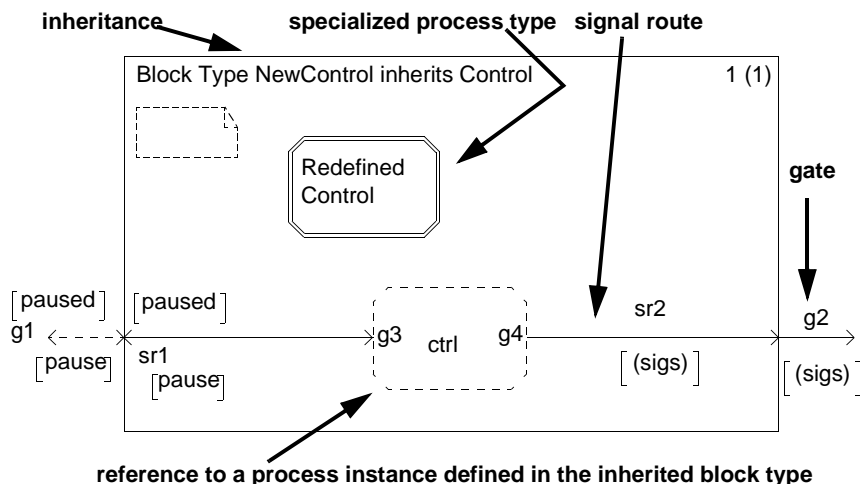 inheritance
specialized process type
signal route
Block Type NewControl inherits Control
1 (1)
Redefined
Control
gate
[paused]
[paused]
g1
g3
ctrl
g4
sr2
g2
[pause]
sr1
[pause]
[(sigs)]
[(sigs)]
reference to a process instance defined in the inherited block type